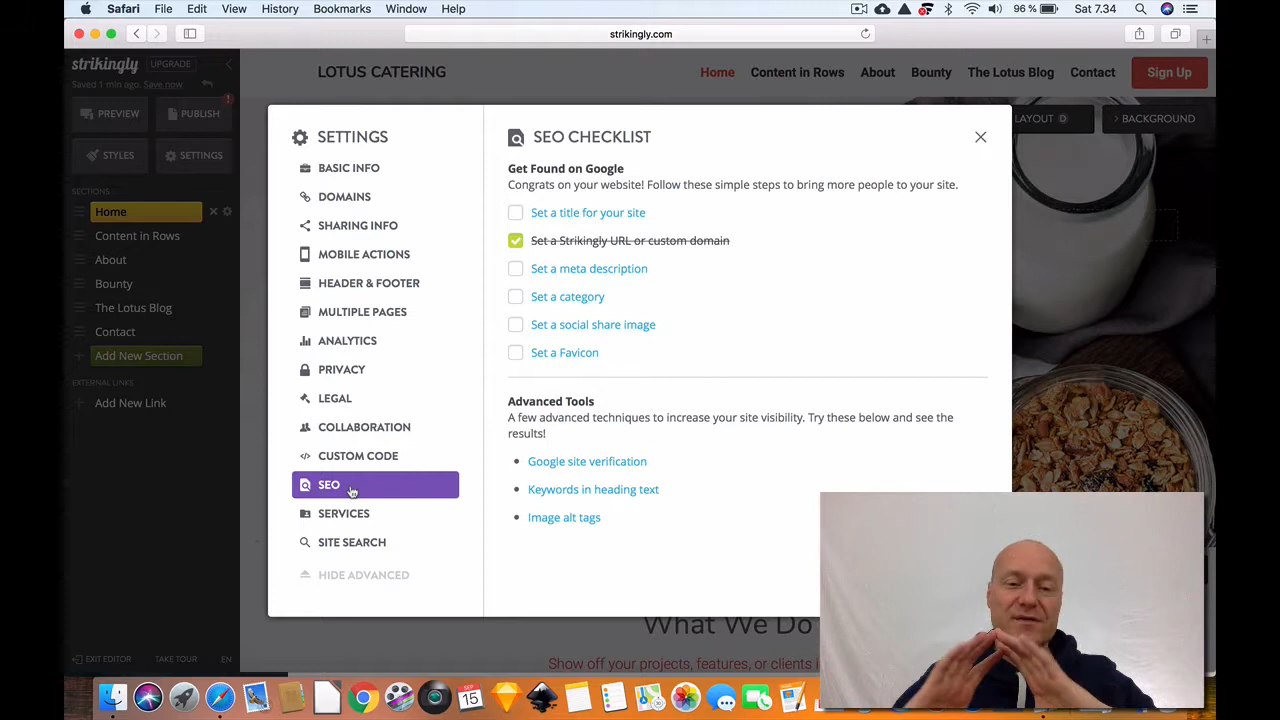 Safari File Edit View History Bookmarks Window Help 96 % Sat 7.34
strikingly.com
strikingly UPGRADE
Saved 1 min ago. Save now
PREVIEW PUBLISH !
STYLES SETTINGS
SECTIONS
Home
Content in Rows
About
Bounty
The Lotus Blog
Contact
Add New Section
EXTERNAL LINKS
Add New Link
EXIT EDITOR TAKE TOUR EN
LOTUS CATERING Home Content in Rows About Bounty The Lotus Blog Contact Sign Up
LAYOUT BACKGROUND
SETTINGS
BASIC INFO
DOMAINS
SHARING INFO
MOBILE ACTIONS
HEADER & FOOTER
MULTIPLE PAGES
ANALYTICS
PRIVACY
LEGAL
COLLABORATION
CUSTOM CODE
SEO
SERVICES
SITE SEARCH
HIDE ADVANCED
SEO CHECKLIST
Get Found on Google
Congrats on your website! Follow these simple steps to bring more people to your site.
Set a title for your site
Set a Strikingly URL or custom domain
Set a meta description
Set a category
Set a social share image
Set a Favicon
Advanced Tools
A few advanced techniques to increase your site visibility. Try these below and see the
results!
Google site verification
Keywords in heading text
Image alt tags
What We Do
Show off your projects, features, or clients
SEP
15